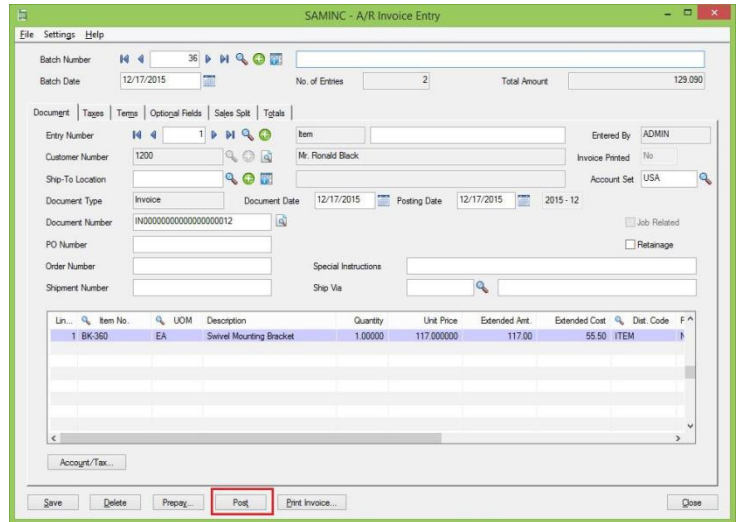 SAMINC - A/R Invoice Entry
File Settings Help
Batch Number 36
Batch Date 12/17/2015 No. of Entries 2 Total Amount 129.090
Document Taxes Terms Optional Fields Sales Split Totals
Entry Number 1 Item Entered By ADMIN
Customer Number 1200 Mr. Ronald Black Invoice Printed No
Ship-To Location Account Set USA
Document Type Invoice Document Date 12/17/2015 Posting Date 12/17/2015 2015 - 12
Document Number IN0000000000000000012 Job Related
PO Number Retainage
Order Number Special Instructions
Shipment Number Ship Via
Lin... Item No. UOM Description Quantity Unit Price Extended Amt. Extended Cost Dist. Code
1 BK-360 EA Swivel Mounting Bracket 1.00000 117.000000 117.00 55.50 ITEM
Account/Tax...
Save Delete Prepay... Post Print Invoice... Close